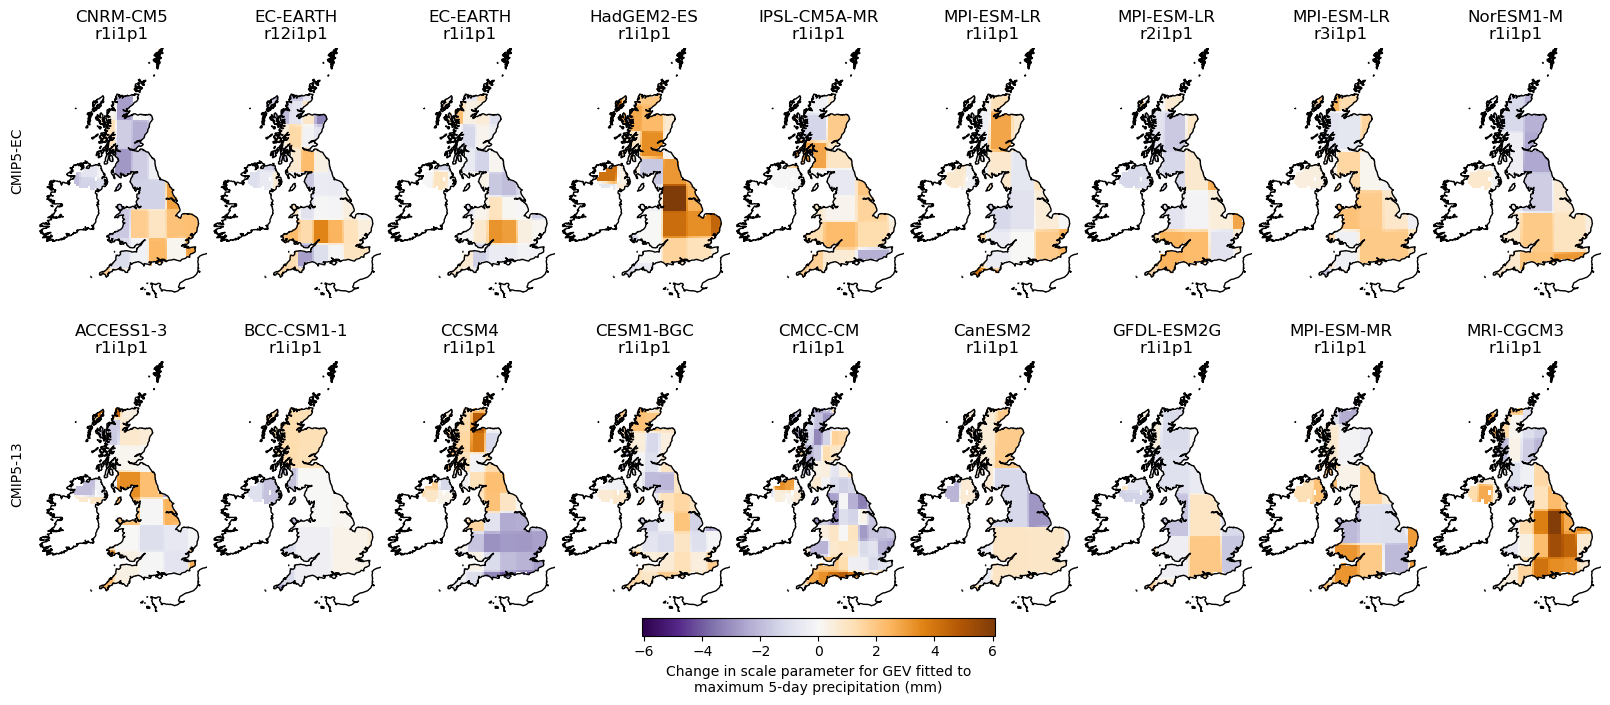 CNRM-CM5 EC-EARTH EC-EARTH HadGEM2-ES IPSL-CM5A-MR MPI-ESM-LR MPI-ESM-LR MPI-ESM-LR NorESM1-M
r1i1p1 r12i1p1 r1i1p1 r1i1p1 r1i1p1 r1i1p1 r2i1p1 r3i1p1 r1i1p1
CMIP5-EC
ACCESS1-3 BCC-CSM1-1 CCSM4 CESM1-BGC CMCC-CM CanESM2 GFDL-ESM2G MPI-ESM-MR MRI-CGCM3
r1i1p1 r1i1p1 r1i1p1 r1i1p1 r1i1p1 r1i1p1 r1i1p1 r1i1p1 r1i1p1
CMIP5-13
−6 −4 −2 0 2 4 6
Change in scale parameter for GEV fitted to
maximum 5-day precipitation (mm)